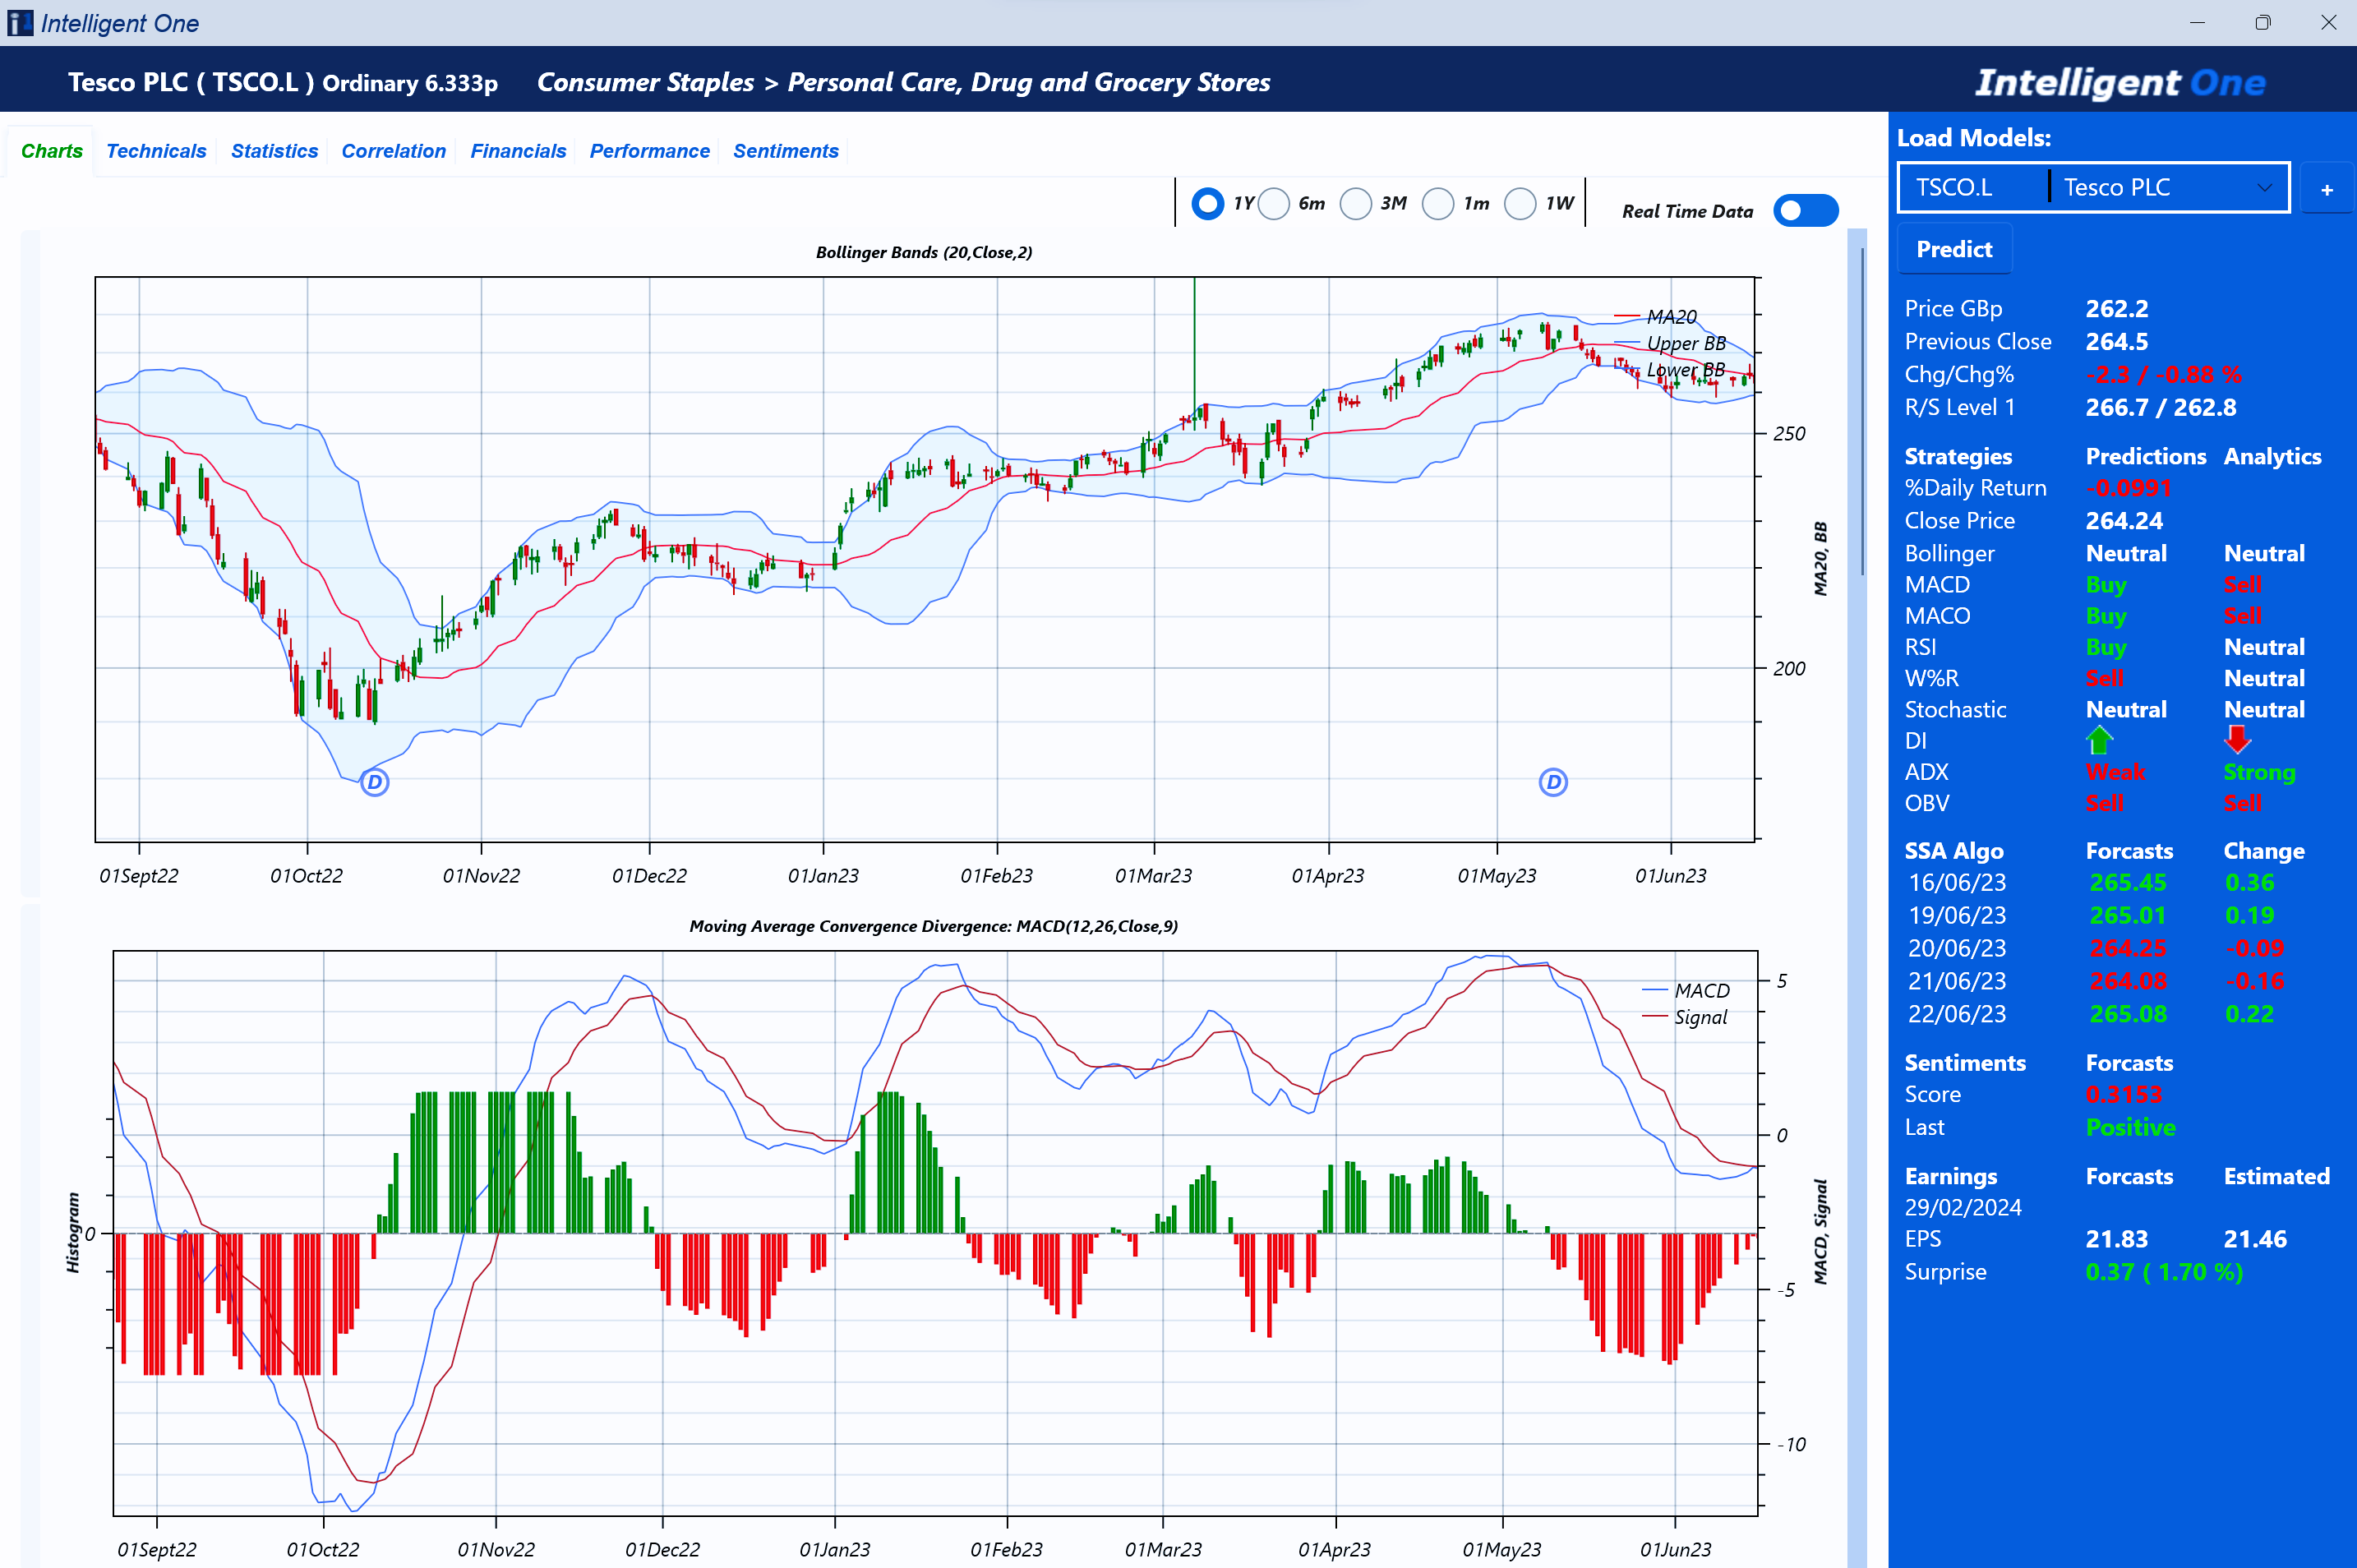 Intelligent One
Tesco PLC ( TSCO.L ) Ordinary 6.333p Consumer Staples > Personal Care, Drug and Grocery Stores
Intelligent One
Charts Technicals Statistics Correlation Financials Performance Sentiments
1Y 6m 3M 1m 1W Real Time Data
Bollinger Bands (20,Close,2)
MA20
Upper BB
Lower BB
250
200
MA20, BB
D D
01Sept22 01Oct22 01Nov22 01Dec22 01Jan23 01Feb23 01Mar23 01Apr23 01May23 01Jun23
Moving Average Convergence Divergence: MACD(12,26,Close,9)
MACD
Signal
5
0
-5
-10
0
Histogram
MACD, Signal
01Sept22 01Oct22 01Nov22 01Dec22 01Jan23 01Feb23 01Mar23 01Apr23 01May23 01Jun23
Load Models:
TSCO.L Tesco PLC +
Predict
Price GBp 262.2
Previous Close 264.5
Chg/Chg% -2.3 / -0.88 %
R/S Level 1 266.7 / 262.8
Strategies Predictions Analytics
%Daily Return -0.0991
Close Price 264.24
Bollinger Neutral Neutral
MACD Buy Sell
MACO Buy Sell
RSI Buy Neutral
W%R Sell Neutral
Stochastic Neutral Neutral
DI
ADX Weak Strong
OBV Sell Sell
SSA Algo Forcasts Change
16/06/23 265.45 0.36
19/06/23 265.01 0.19
20/06/23 264.25 -0.09
21/06/23 264.08 -0.16
22/06/23 265.08 0.22
Sentiments Forcasts
Score 0.3153
Last Positive
Earnings Forcasts Estimated
29/02/2024
EPS 21.83 21.46
Surprise 0.37 ( 1.70 %)